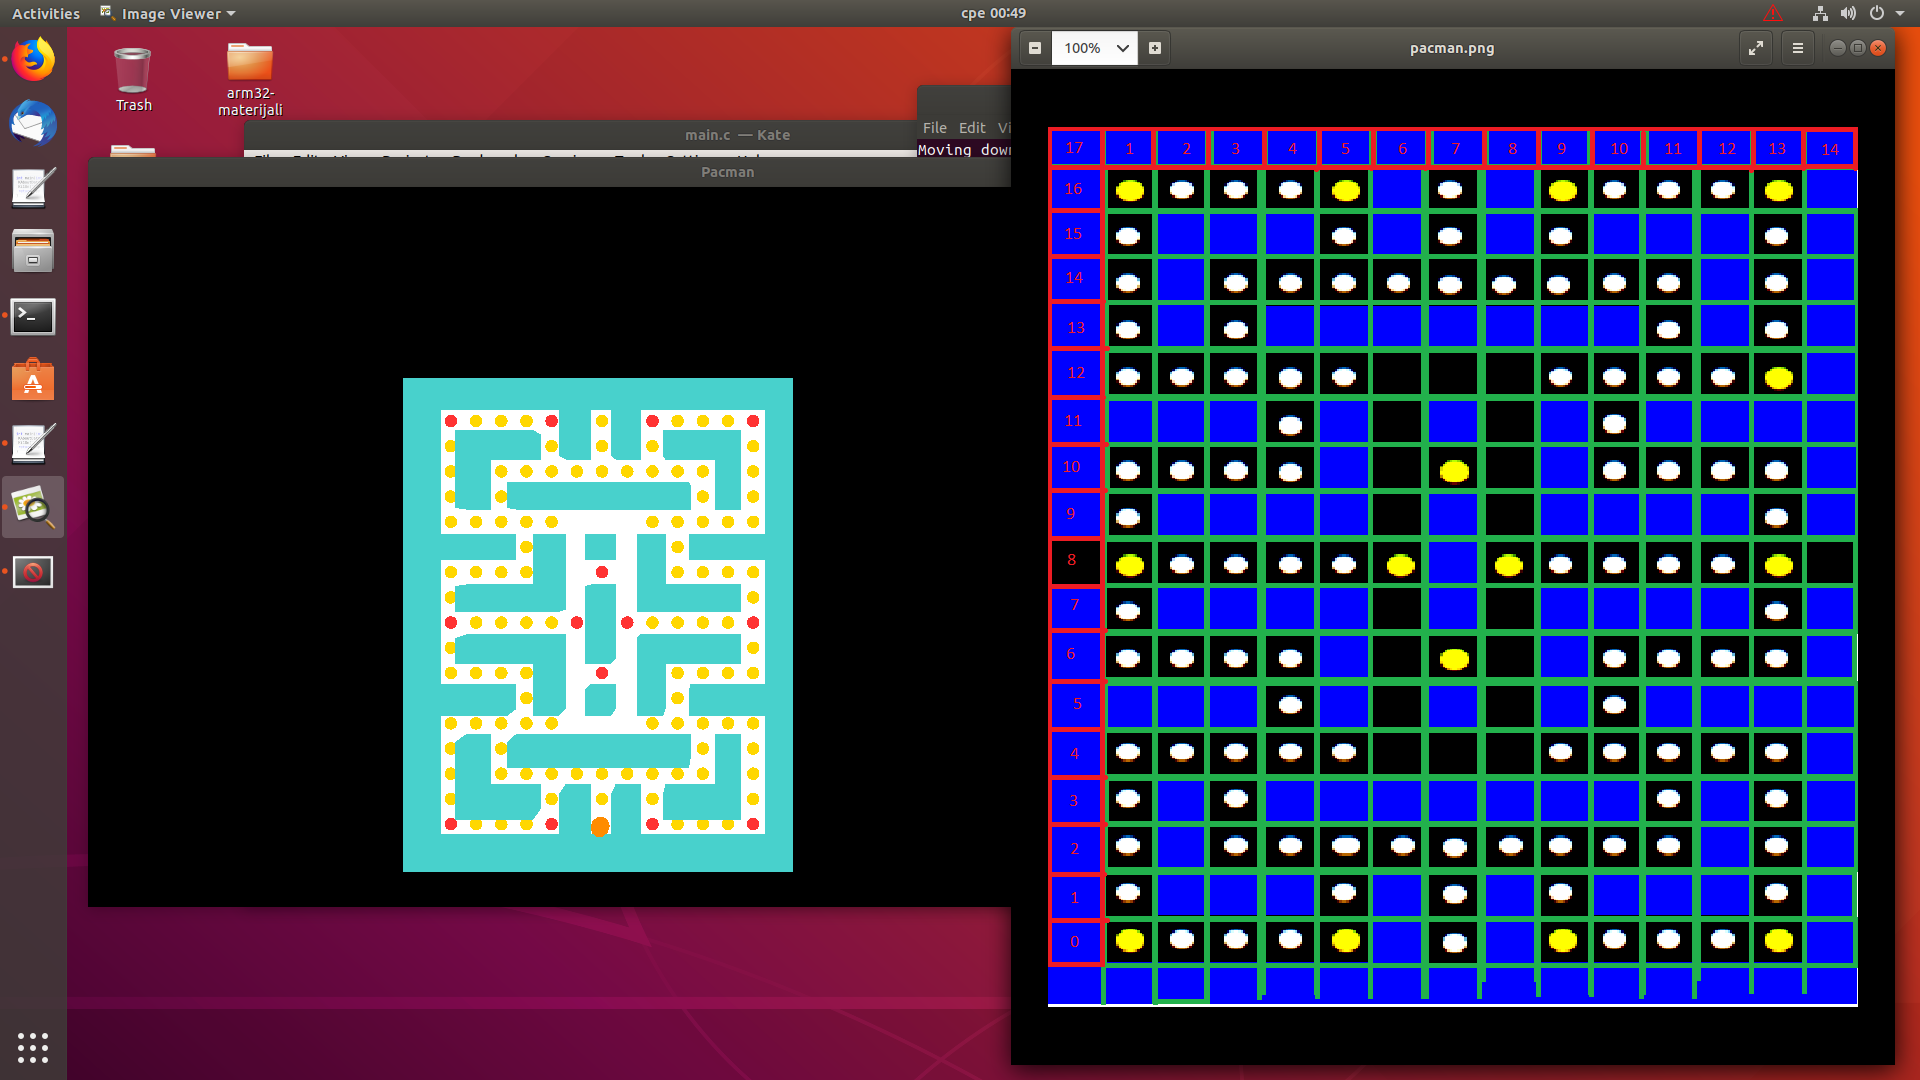 Activities
Image Viewer
сре 00:49
Trash
arm32-
materijali
main.c — Kate
File Edit Vi
Moving down
Pacman
100%
pacman.png
17 1 2 3 4 5 6 7 8 9 10 11 12 13 14
16
15
14
13
12
11
10
9
8
7
6
5
4
3
2
1
0